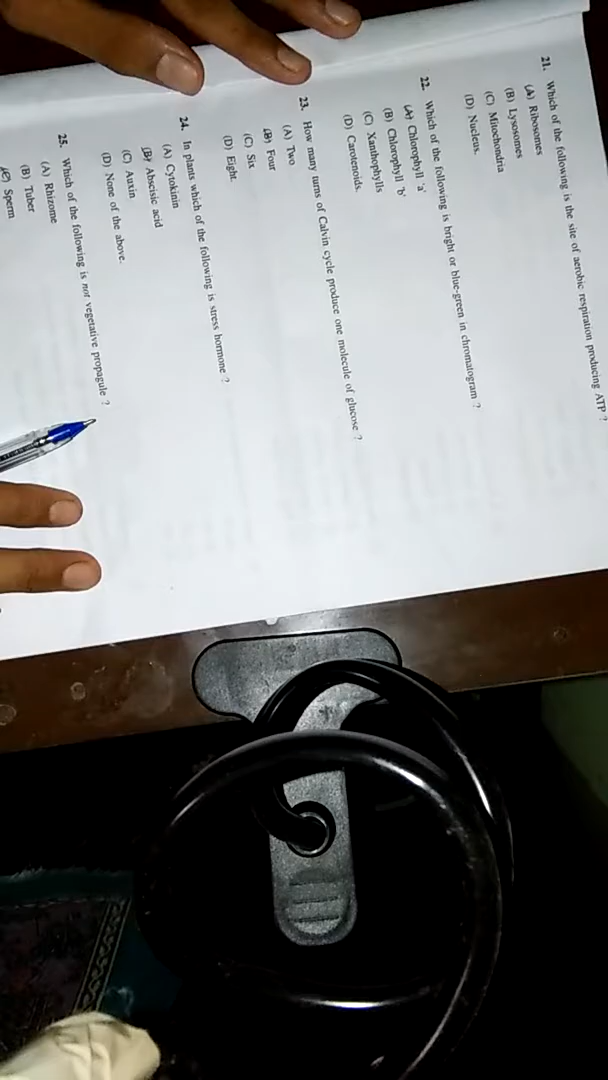 21. Which of the following is the site of aerobic respiration producing ATP ?
(A) Ribosomes
(B) Lysosomes
(C) Mitochondria
(D) Nucleus.
22. Which of the following is bright or blue-green in chromatogram ?
(A) Chlorophyll 'a'
(B) Chlorophyll 'b'
(C) Xanthophylls
(D) Carotenoids.
23. How many turns of Calvin cycle produce one molecule of glucose ?
(A) Two
(B) Four
(C) Six
(D) Eight.
24. In plants which of the following is stress hormone ?
(A) Cytokinin
(B) Abscisic acid
(C) Auxin
(D) None of the above.
25. Which of the following is not vegetative propagule ?
(A) Rhizome
(B) Tuber
(C) Sperm